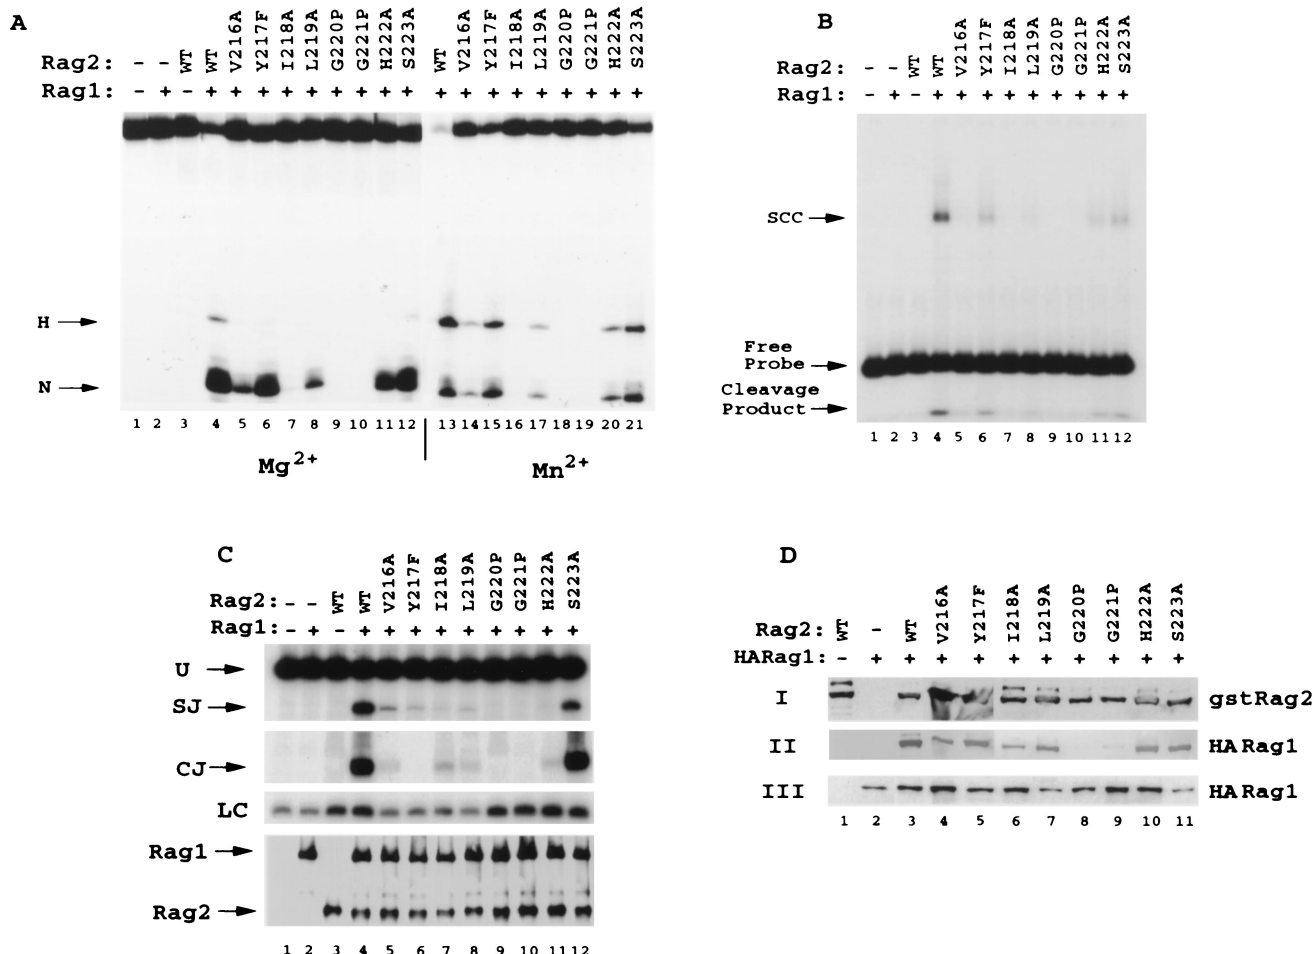 A
Rag2: - - WT WT V216A Y217F I218A L219A G220P G221P H222A S223A WT V216A Y217F I218A L219A G220P G221P H222A S223A
Rag1: - + - + + + + + + + + + + + + + + + + + +
H
N
1 2 3 4 5 6 7 8 9 10 11 12 13 14 15 16 17 18 19 20 21
Mg2+ Mn2+
B
Rag2: - - WT WT V216A Y217F I218A L219A G220P G221P H222A S223A
Rag1: - + - + + + + + + + + +
SCC
Free
Probe
Cleavage
Product
1 2 3 4 5 6 7 8 9 10 11 12
C
Rag2: - - WT WT V216A Y217F I218A L219A G220P G221P H222A S223A
Rag1: - + - + + + + + + + + +
U
SJ
CJ
LC
Rag1
Rag2
1 2 3 4 5 6 7 8 9 10 11 12
D
Rag2: WT - WT V216A Y217F I218A L219A G220P G221P H222A S223A
HARag1: - + + + + + + + + + +
I gstRag2
II HARag1
III HARag1
1 2 3 4 5 6 7 8 9 10 11